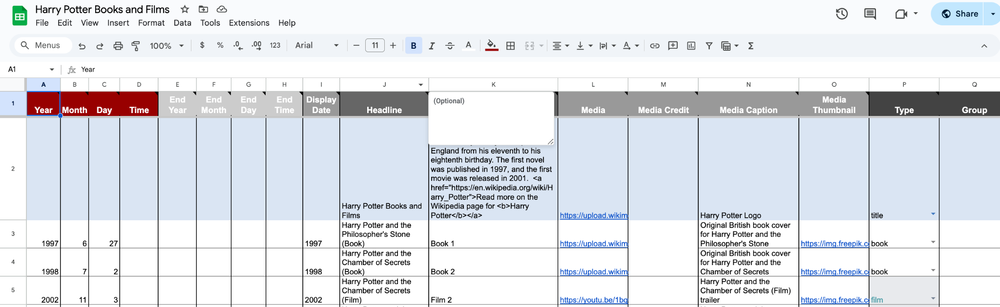 Harry Potter Books and Films
File Edit View Insert Format Data Tools Extensions Help
Share
Menus 100% $ % .0 .00 123 Arial 11 B I S A Σ
A1 fx Year
A B C D E F G H I J K L M N O P Q
1
Year
Month
Day
Time
End
Year
End
Month
End
Day
End
Time
Display
Date
Headline
(Optional)
Media
Media Credit
Media Caption
Media
Thumbnail
Type
Group
2
Harry Potter Books and
Films
England from his eleventh to his
eightenth birthday. The first novel
was published in 1997, and the first
movie was released in 2001.  <a
href="https://en.wikipedia.org/wiki/H
arry_Potter">Read more on the
Wikipedia page for <b>Harry
Potter</b></a>
https://upload.wikim
Harry Potter Logo
title
3
1997
6
27
1997
Harry Potter and the
Philosopher's Stone
(Book)
Book 1
https://upload.wikim
Original British book cover
for Harry Potter and the
Philosopher's Stone
https://img.freepik.c
book
4
1998
7
2
1998
Harry Potter and the
Chamber of Secrets
(Book)
Book 2
https://upload.wikim
Original British book cover
for Harry Potter and the
Chamber of Secrets
https://img.freepik.c
book
5
2002
11
3
2002
Harry Potter and the
Chamber of Secrets
(Film)
Film 2
https://youtu.be/1bq
Harry Potter and the
Chamber of Secrets (Film)
trailer
https://img.freepik.c
film